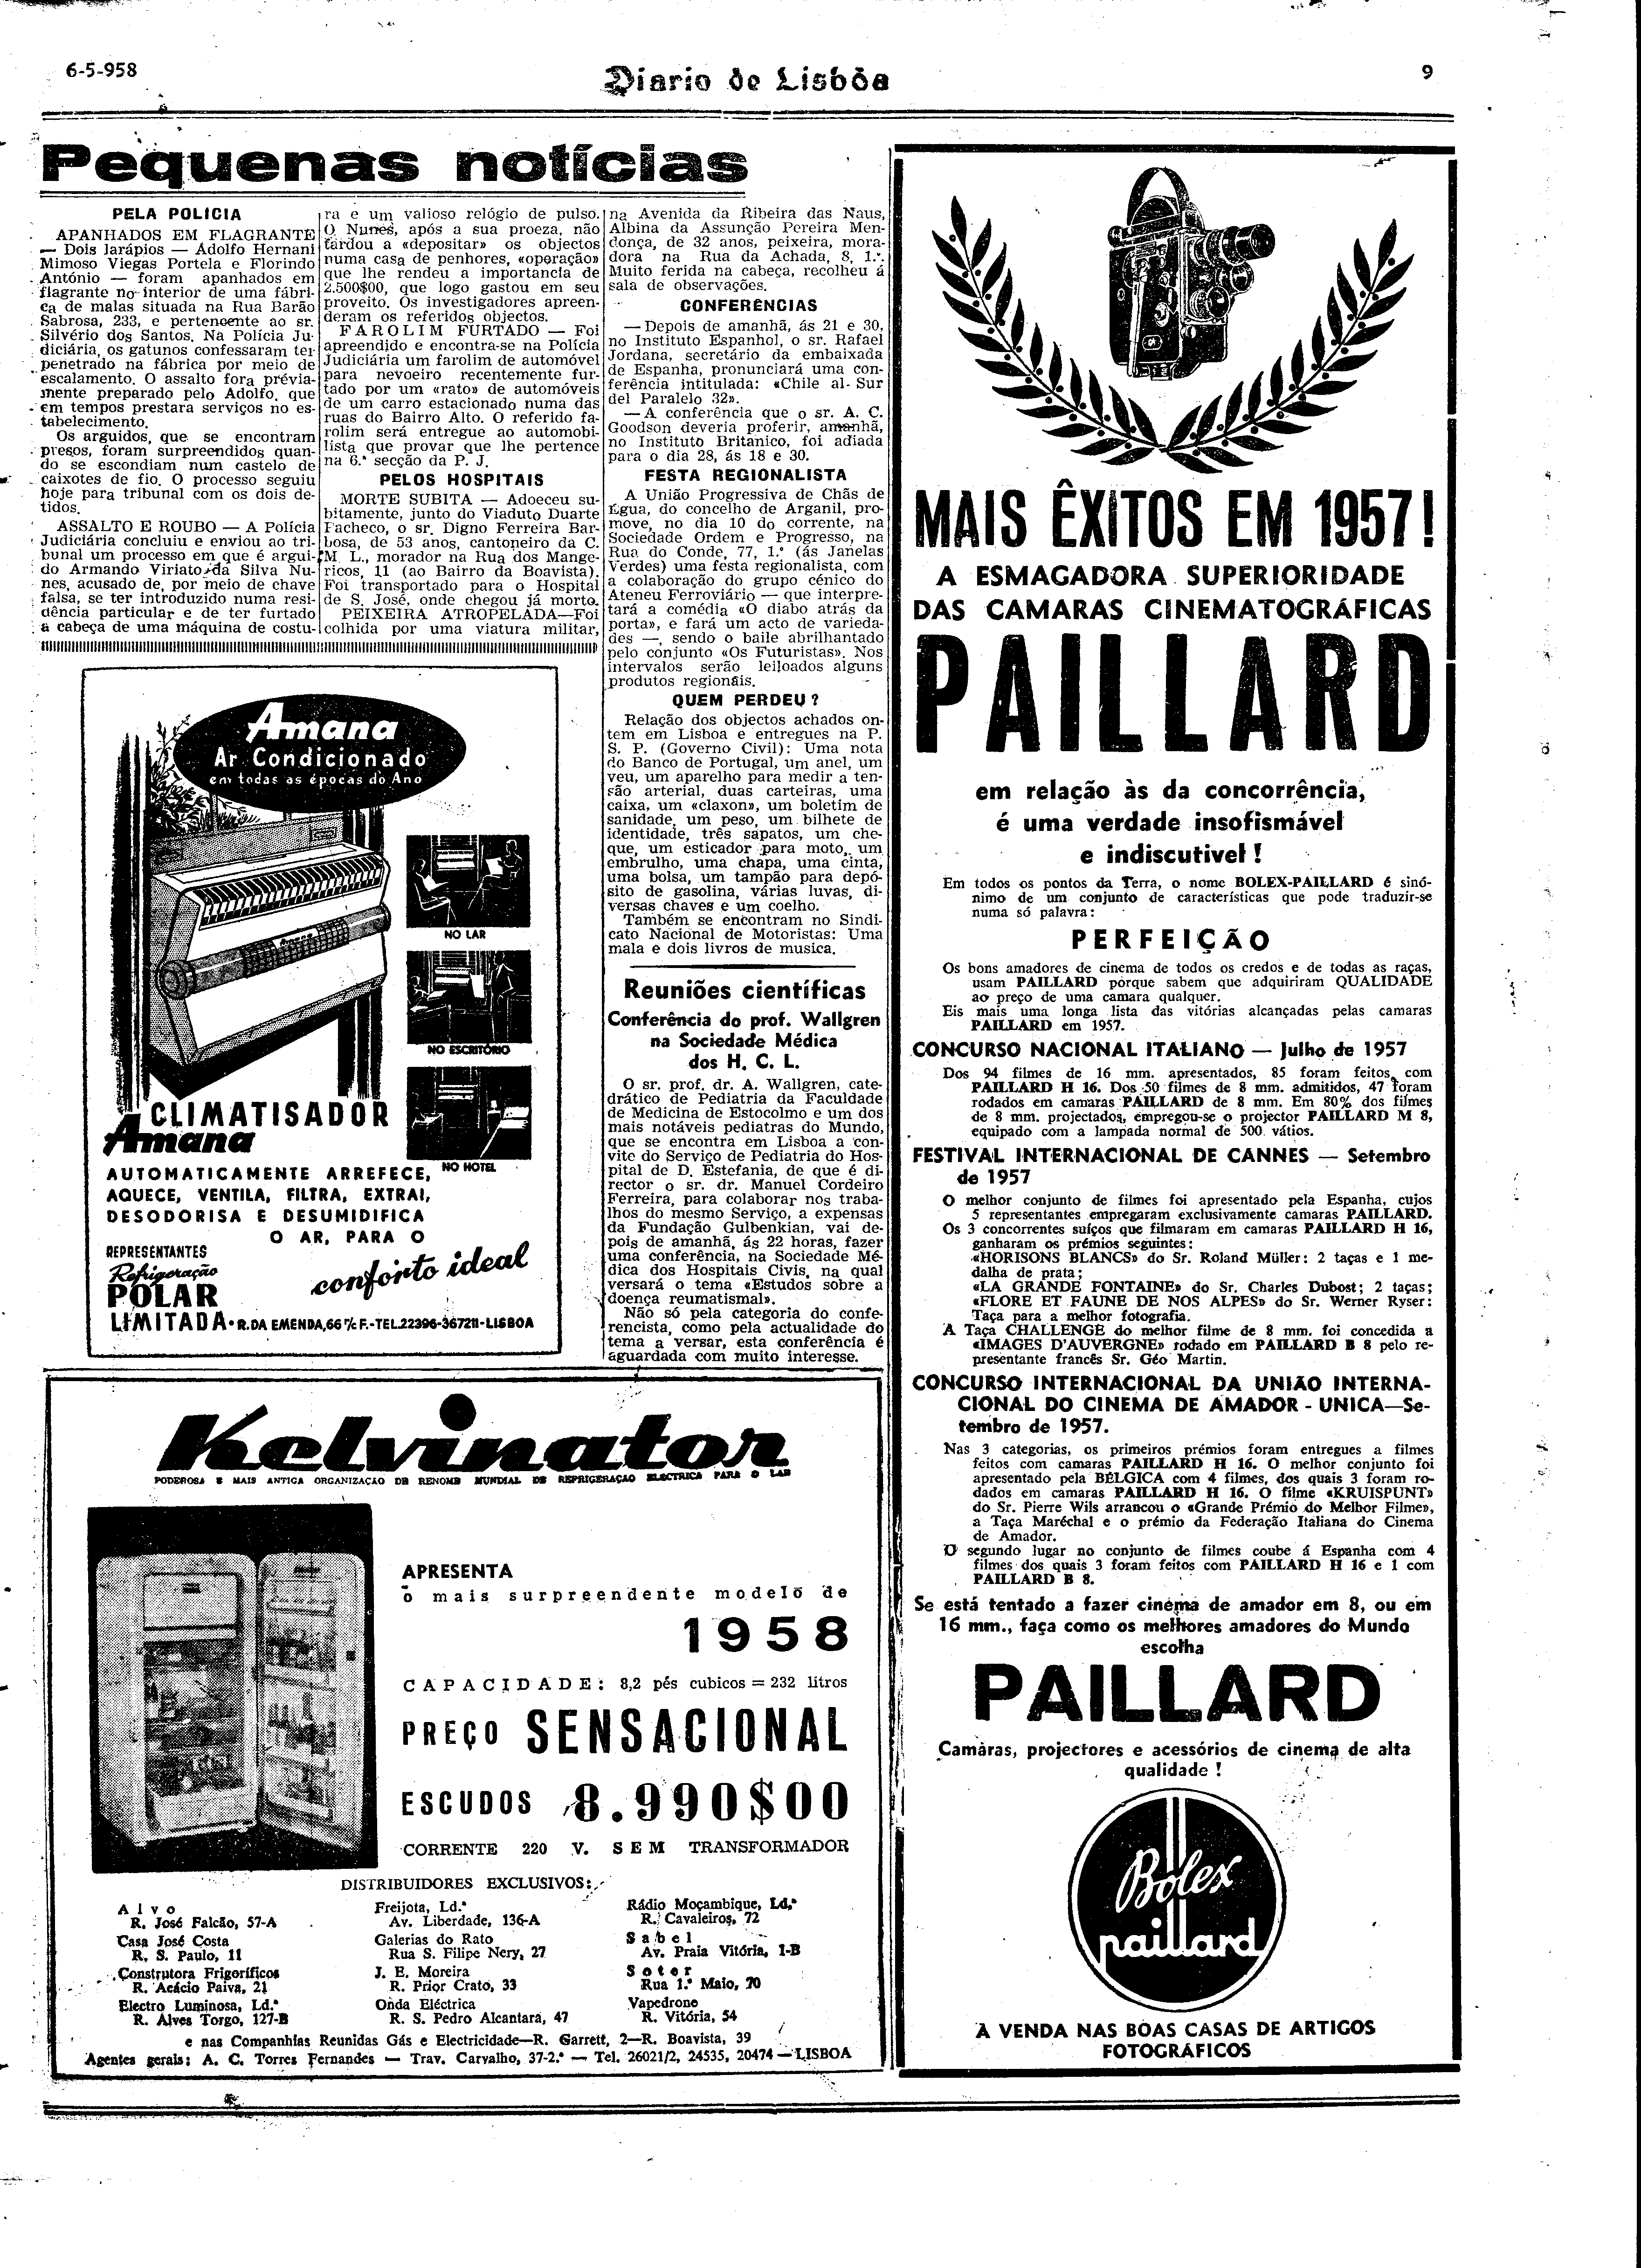 6-5-958
Diario de Lisbôa
9
Pequenas notícias
PELA POLICIA
APANHADOS EM FLAGRANTE
— Dois larápios — Adolfo Hernani
Mimoso Viegas Portela e Florindo
António — foram apanhados em
flagrante no interior de uma fábri-
ca de malas situada na Rua Barão
Sabrosa, 233, e pertencente ao sr.
Silvério dos Santos. Na Polícia Ju-
diciária, os gatunos confessaram ter
penetrado na fábrica por meio de
escalamento. O assalto fora prévia-
mente preparado pelo Adolfo, que
em tempos prestara serviços no es-
tabelecimento.
Os arguidos, que se encontram
presos, foram surpreendidos quan-
do se escondiam num castelo de
caixotes de fio. O processo seguiu
hoje para tribunal com os dois de-
tidos.
ASSALTO E ROUBO — A Polícia
Judiciária concluiu e enviou ao tri-
bunal um processo em que é argui-
do Armando Viriato da Silva Nu-
nes, acusado de, por meio de chave
falsa, se ter introduzido numa resi-
dência particular e de ter furtado
a cabeça de uma máquina de costu-
ra e um valioso relógio de pulso.
O Nunes, após a sua proeza, não
tardou a «depositar» os objectos
numa casa de penhores, «operação»
que lhe rendeu a importancia de
2.500$00, que logo gastou em seu
proveito. Os investigadores apreen-
deram os referidos objectos.
FAROLIM FURTADO — Foi
apreendido e encontra-se na Polícia
Judiciária um farolim de automóvel
para nevoeiro recentemente fur-
tado por um «rato» de automóveis
de um carro estacionado numa das
ruas do Bairro Alto. O referido fa-
rolim será entregue ao automobi-
lista que provar que lhe pertence
na 6.ª secção da P. J.
PELOS HOSPITAIS
MORTE SUBITA — Adoeceu su-
bitamente, junto do Viaduto Duarte
Pacheco, o sr. Digno Ferreira Bar-
bosa, de 53 anos, cantoneiro da C.
M. L., morador na Rua dos Mange-
ricos, 11 (ao Bairro da Boavista).
Foi transportado para o Hospital
de S. José, onde chegou já morto.
PEIXEIRA ATROPELADA—Foi
colhida por uma viatura militar,
na Avenida da Ribeira das Naus,
Albina da Assunção Pereira Men-
donça, de 32 anos, peixeira, mora-
dora na Rua da Achada, 8, 1.º.
Muito ferida na cabeça, recolheu á
sala de observações.
CONFERENCIAS
—Depois de amanhã, ás 21 e 30,
no Instituto Espanhol, o sr. Rafael
Jordana, secretário da embaixada
de Espanha, pronunciará uma con-
ferência intitulada: «Chile al- Sur
del Paralelo 32».
—A conferência que o sr. A. C.
Goodson deveria proferir, amanhã,
no Instituto Britanico, foi adiada
para o dia 28, ás 18 e 30.
FESTA REGIONALISTA
A União Progressiva de Chãs de
Égua, do concelho de Arganil, pro-
move, no dia 10 do corrente, na
Sociedade Ordem e Progresso, na
Rua do Conde, 77, 1.º (ás Janelas
Verdes) uma festa regionalista, com
a colaboração do grupo cénico do
Ateneu Ferroviário — que interpre-
tará a comédia «O diabo atrás da
porta», e fará um acto de varieda-
des —, sendo o baile abrilhantado
pelo conjunto «Os Futuristas». Nos
intervalos serão leiloados alguns
produtos regionais.
QUEM PERDEU ?
Relação dos objectos achados on-
tem em Lisboa e entregues na P.
S. P. (Governo Civil): Uma nota
do Banco de Portugal, um anel, um
veu, um aparelho para medir a ten-
são arterial, duas carteiras, uma
caixa, um «claxon», um boletim de
sanidade, um peso, um bilhete de
identidade, três sapatos, um che-
que, um esticador para moto, um
embrulho, uma chapa, uma cinta,
uma bolsa, um tampão para depó-
sito de gasolina, várias luvas, di-
versas chaves e um coelho.
Também se encontram no Sindi-
cato Nacional de Motoristas: Uma
mala e dois livros de musica.
Reuniões científicas
Conferência do prof. Wallgren
na Sociedade Médica
dos H. C. L.
O sr. prof. dr. A. Wallgren, cate-
drático de Pediatria da Faculdade
de Medicina de Estocolmo e um dos
mais notáveis pediatras do Mundo,
que se encontra em Lisboa a con-
vite do Serviço de Pediatria do Hos-
pital de D. Estefania, de que é di-
rector o sr. dr. Manuel Cordeiro
Ferreira, para colaborar nos traba-
lhos do mesmo Serviço, a expensas
da Fundação Gulbenkian, vai de-
pois de amanhã, ás 22 horas, fazer
uma conferência, na Sociedade Mé-
dica dos Hospitais Civis, na qual
versará o tema «Estudos sobre a
doença reumatismal».
Não só pela categoria do confe-
rencista, como pela actualidade do
tema a versar, esta conferência é
aguardada com muito interesse.
Amana
Ar Condicionado
em todas as épocas do Ano
Amana
NO LAR
NO ESCRITÓRIO
NO HOTEL
CLIMATISADOR
Amana
AUTOMATICAMENTE ARREFECE,
AQUECE, VENTILA, FILTRA, EXTRAI,
DESODORISA E DESUMIDIFICA
O AR, PARA O
conforto ideal
REPRESENTANTES
Refrigeração
POLAR
LIMITADA • R. DA EMENDA, 66 R/C F. - TEL. 22396-367211 - LISBOA
Kelvinator
PODEROSA E MAIS ANTIGA ORGANIZAÇÃO DE RENOME MUNDIAL DE REFRIGERAÇÃO ELECTRICA PARA O LAR
APRESENTA
o mais surpreendente modelo de
1958
CAPACIDADE: 8,2 pés cubicos = 232 litros
PREÇO SENSACIONAL
ESCUDOS 8.990$00
CORRENTE 220 V. SEM TRANSFORMADOR
DISTRIBUIDORES EXCLUSIVOS:
Alvo
R. José Falcão, 57-A
Casa José Costa
R. S. Paulo, 11
Construtora Frigoríficos
R. Acácio Paiva, 21
Electro Luminosa, Ld.ª
R. Alves Torgo, 127-B
Freijota, Ld.ª
Av. Liberdade, 136-A
Galerias do Rato
Rua S. Filipe Nery, 27
J. E. Moreira
R. Prior Crato, 33
Onda Eléctrica
R. S. Pedro Alcantara, 47
Rádio Moçambique, Ld.ª
R. Cavaleiros, 72
Sabel
Av. Praia Vitória, 1-B
Soter
Rua 1.º Maio, 70
Vapedrone
R. Vitória, 54
e nas Companhias Reunidas Gás e Electricidade—R. Garrett, 2—R. Boavista, 39
Agentes gerais: A. C. Torres Fernandes — Trav. Carvalho, 37-2.º — Tel. 26021/2, 24535, 20474 — LISBOA
MAIS ÊXITOS EM 1957!
A ESMAGADORA SUPERIORIDADE
DAS CAMARAS CINEMATOGRÁFICAS
PAILLARD
em relação às da concorrência,
é uma verdade insofismável
e indiscutivel !
Em todos os pontos da Terra, o nome BOLEX-PAILLARD é sinó-
nimo de um conjunto de características que pode traduzir-se
numa só palavra:
PERFEIÇÃO
Os bons amadores de cinema de todos os credos e de todas as raças,
usam PAILLARD porque sabem que adquiriram QUALIDADE
ao preço de uma camara qualquer.
Eis mais uma longa lista das vitórias alcançadas pelas camaras
PAILLARD em 1957.
CONCURSO NACIONAL ITALIANO — Julho de 1957
Dos 94 filmes de 16 mm. apresentados, 85 foram feitos com
PAILLARD H 16. Dos 50 filmes de 8 mm. admitidos, 47 foram
rodados em camaras PAILLARD de 8 mm. Em 80% dos filmes
de 8 mm. projectados, empregou-se o projector PAILLARD M 8,
equipado com a lampada normal de 500 vátios.
FESTIVAL INTERNACIONAL DE CANNES — Setembro
de 1957
O melhor conjunto de filmes foi apresentado pela Espanha, cujos
5 representantes empregaram exclusivamente camaras PAILLARD.
Os 3 concorrentes suíços que filmaram em camaras PAILLARD H 16,
ganharam os prémios seguintes:
«HORISONS BLANCS» do Sr. Roland Müller: 2 taças e 1 me-
dalha de prata;
«LA GRANDE FONTAINE» do Sr. Charles Dubost; 2 taças;
«FLORE ET FAUNE DE NOS ALPES» do Sr. Werner Ryser:
Taça para a melhor fotografia.
A Taça CHALLENGE do melhor filme de 8 mm. foi concedida a
«IMAGES D'AUVERGNE» rodado em PAILLARD B 8 pelo re-
presentante francês Sr. Géo Martin.
CONCURSO INTERNACIONAL DA UNIÃO INTERNA-
CIONAL DO CINEMA DE AMADOR - UNICA—Se-
tembro de 1957.
Nas 3 categorias, os primeiros prémios foram entregues a filmes
feitos com camaras PAILLARD H 16. O melhor conjunto foi
apresentado pela BÉLGICA com 4 filmes, dos quais 3 foram ro-
dados em camaras PAILLARD H 16. O filme «KRUISPUNT»
do Sr. Pierre Wils arrancou o «Grande Prémio do Melhor Filme»,
a Taça Maréchal e o prémio da Federação Italiana do Cinema
de Amador.
O segundo lugar no conjunto de filmes coube á Espanha com 4
filmes dos quais 3 foram feitos com PAILLARD H 16 e 1 com
PAILLARD B 8.
Se está tentado a fazer cinema de amador em 8, ou em
16 mm., faça como os melhores amadores do Mundo
escolha
PAILLARD
Camaras, projectores e acessórios de cinema de alta
qualidade !
Bolex
paillard
À VENDA NAS BOAS CASAS DE ARTIGOS
FOTOGRÁFICOS